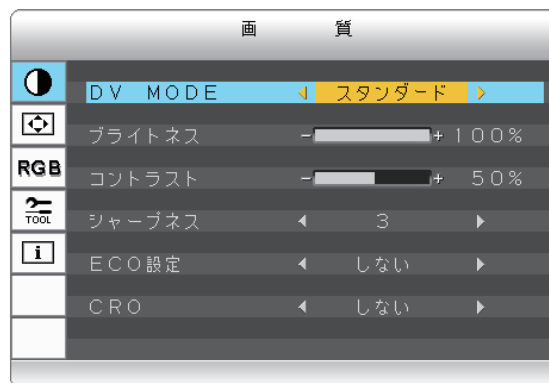 画 質
DV MODE スタンダード
ブライトネス -  + 100%
コントラスト -  + 50%
RGB
シャープネス 3
TOOL
ECO設定 しない
i
CRO しない